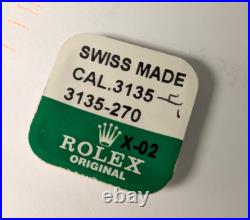 SWISS MADE
CAL.3135
3135-270
X-02
ROLEX
ORIGINAL